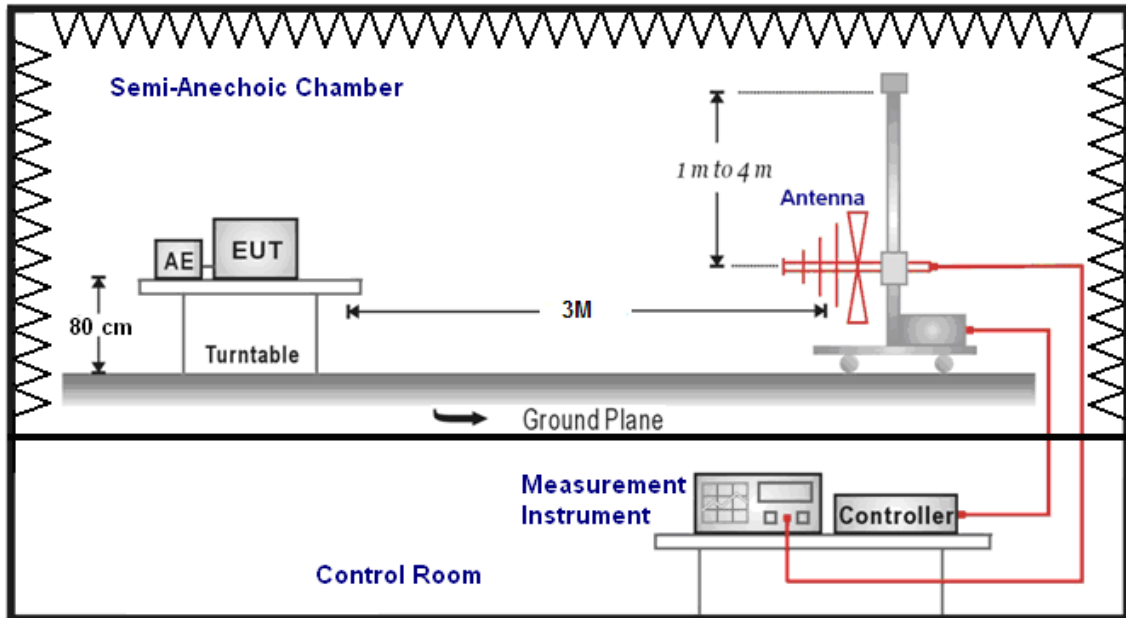 Semi-Anechoic Chamber
1 m to 4 m
Antenna
AE
EUT
80 cm
3M
Turntable
Ground Plane
Measurement
Instrument
Controller
Control Room